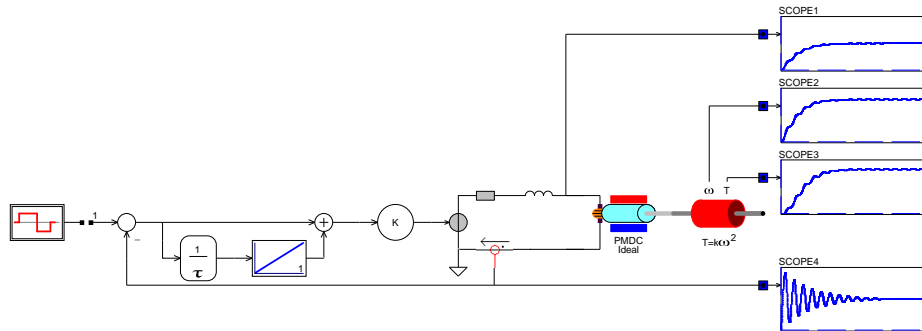 SCOPE1
SCOPE2
SCOPE3
ω T
1
K
–
1
τ
1
PMDC
Ideal
T=kω²
SCOPE4